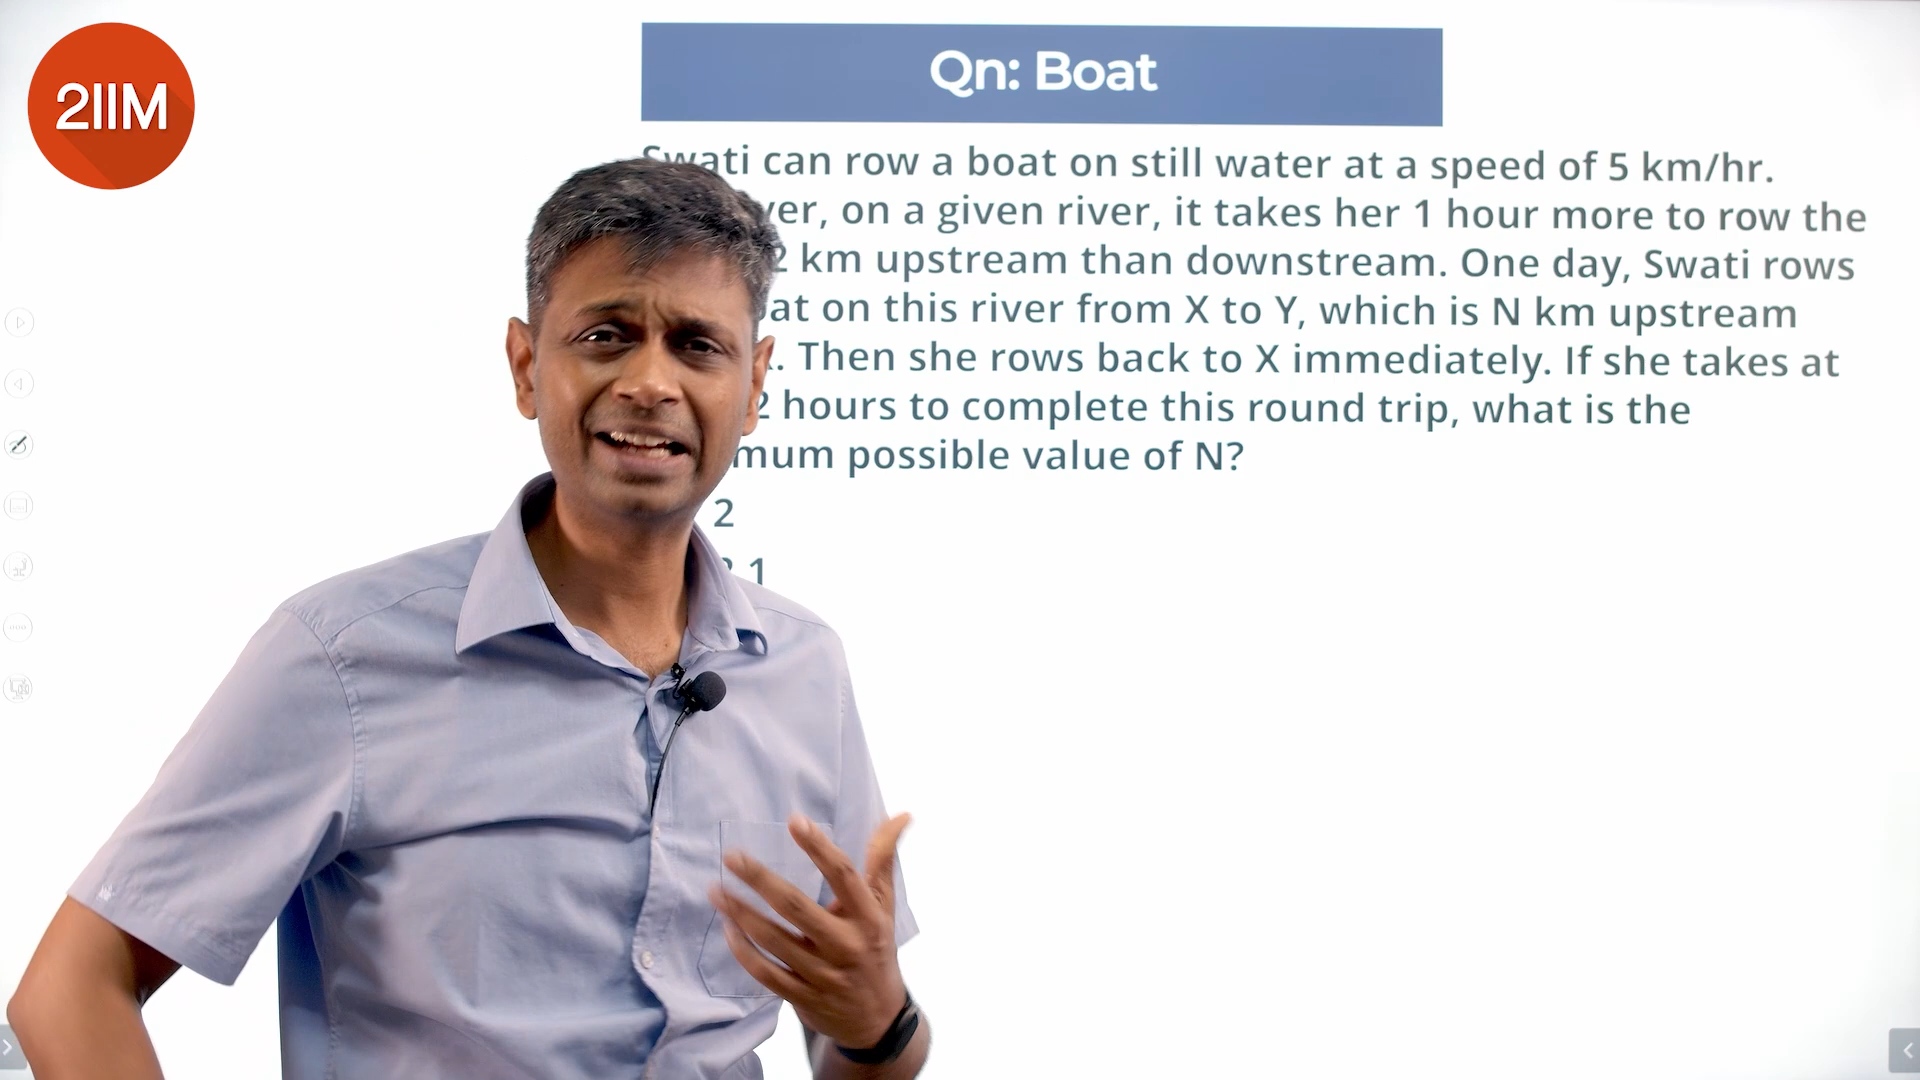 2IIM
Qn: Boat
Swati can row a boat on still water at a speed of 5 km/hr.
on a given river, it takes her 1 hour more to row the
2 km upstream than downstream. One day, Swati rows
on this river from X to Y, which is N km upstream
Then she rows back to X immediately. If she takes at
2 hours to complete this round trip, what is the
possible value of N?
2
1